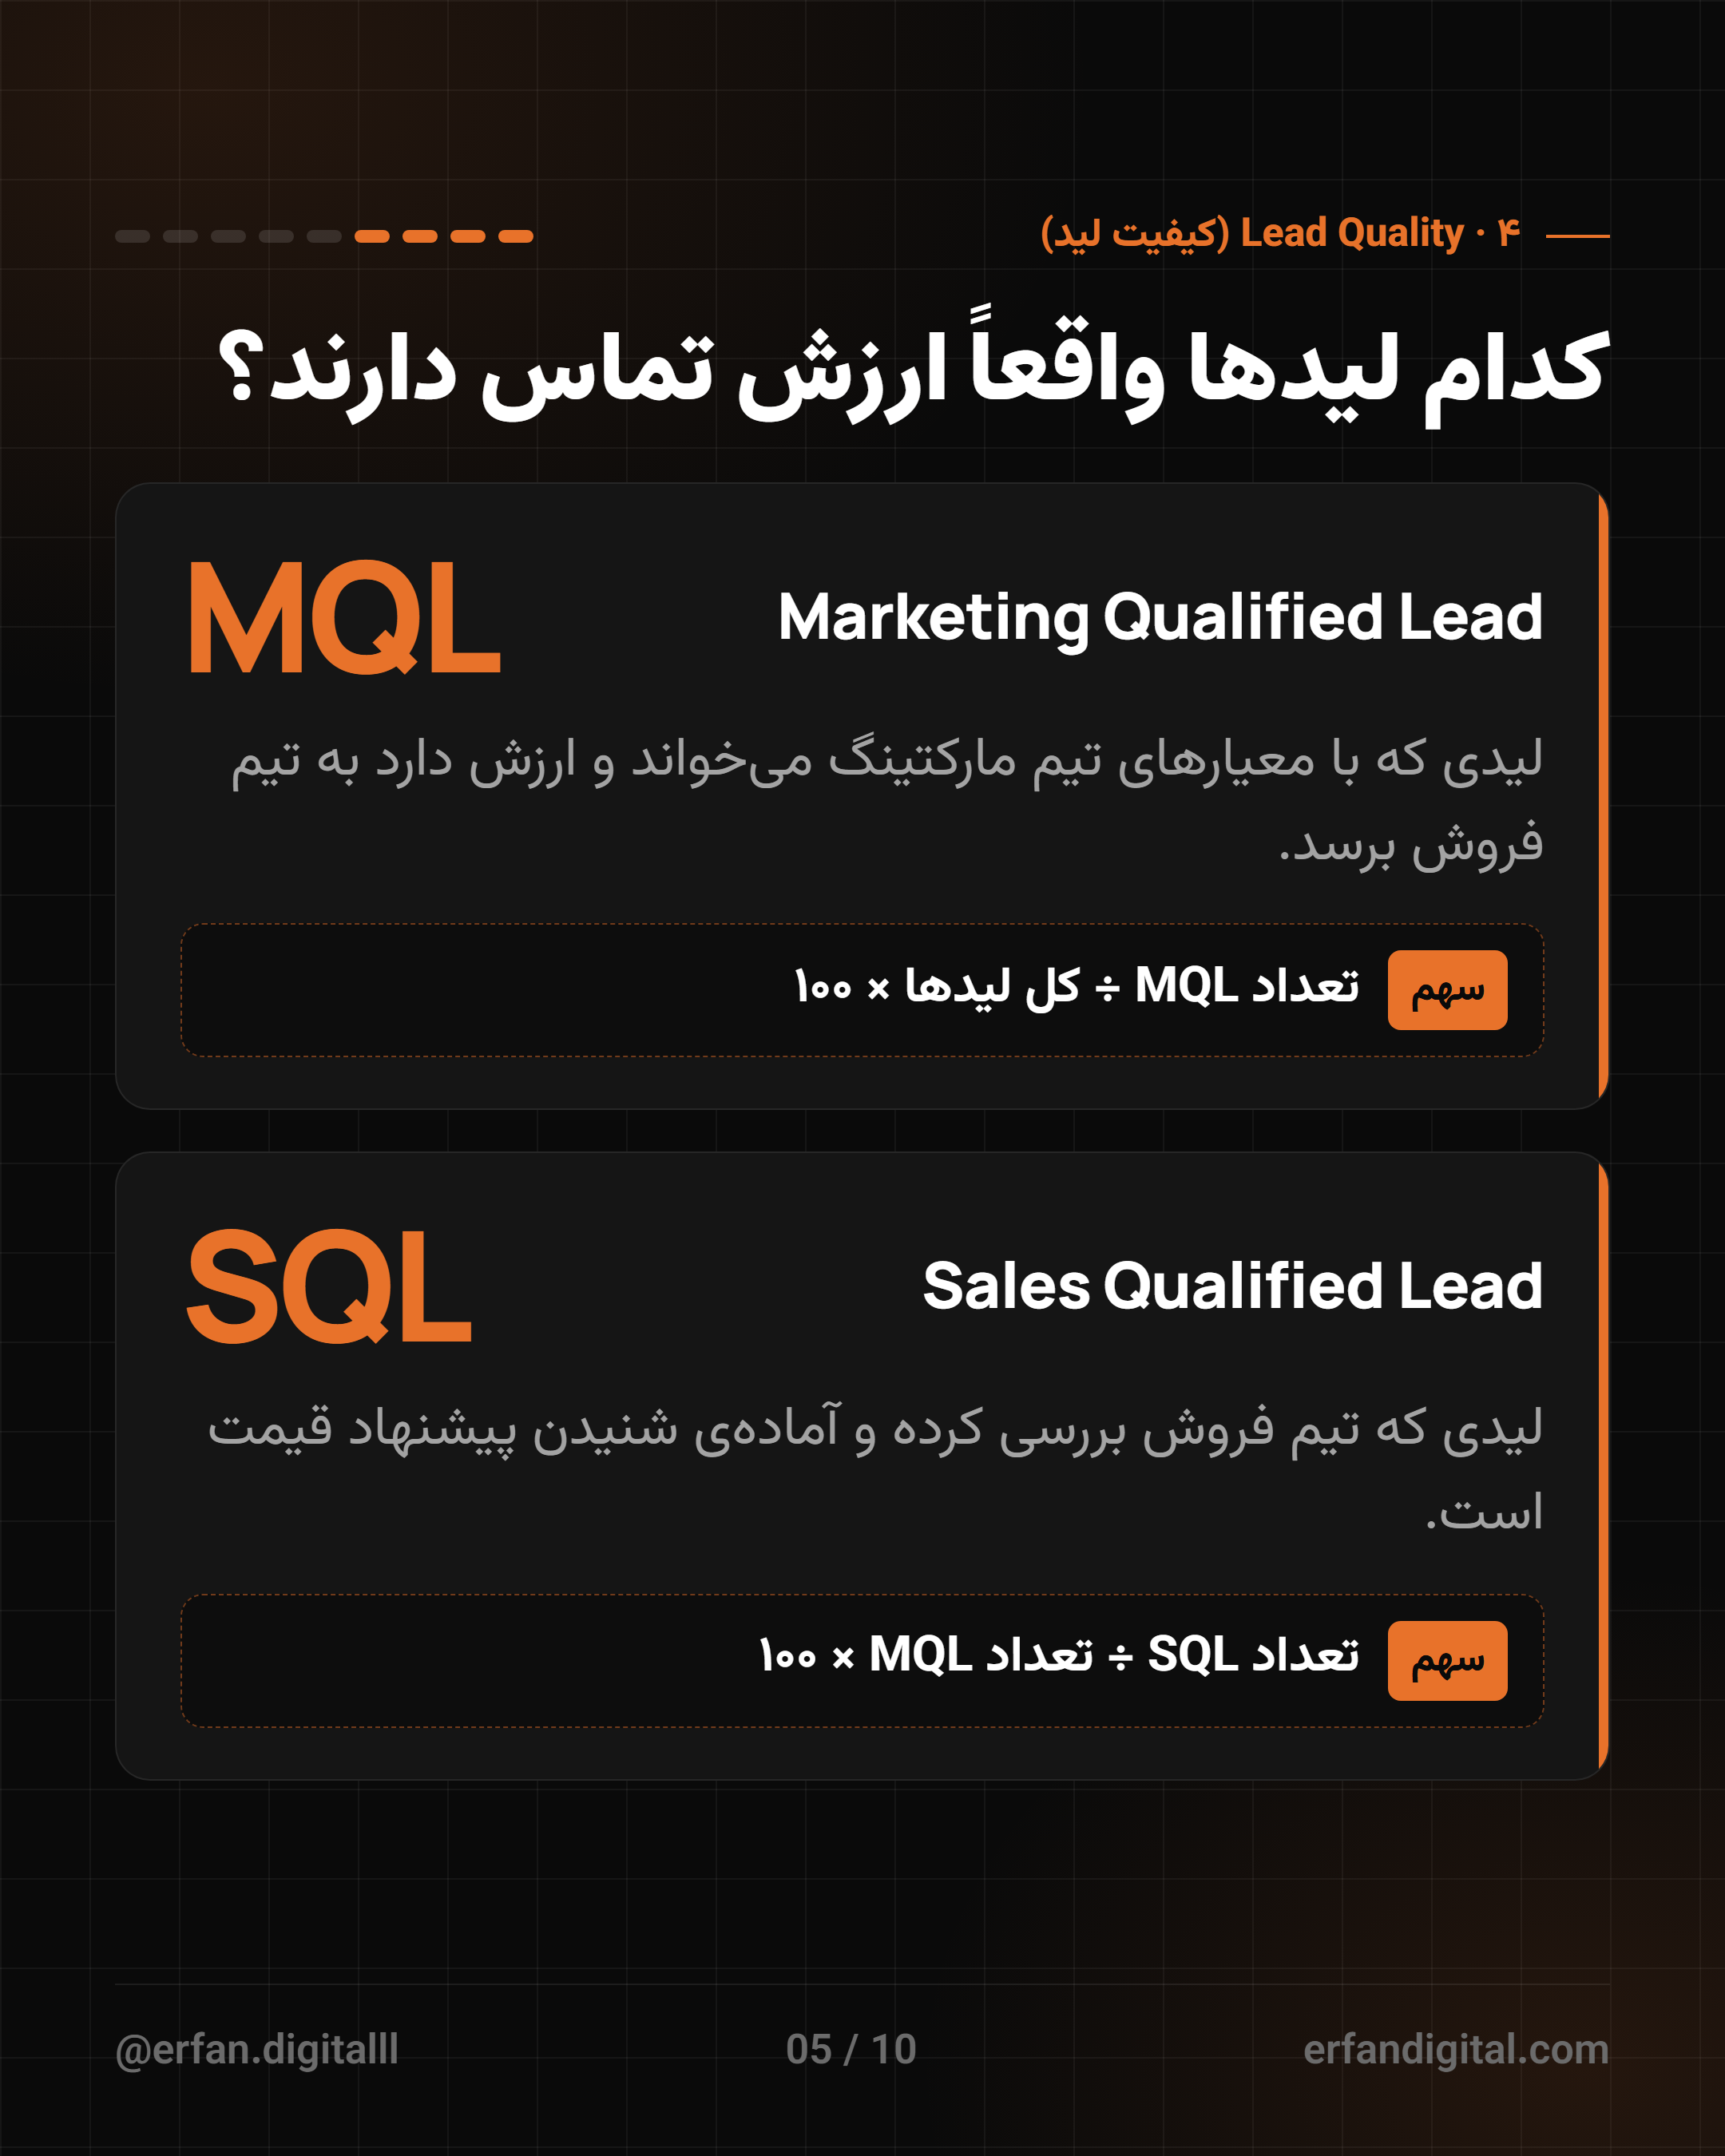 ۴ · Lead Quality (کیفیت لید)
کدام لیدها واقعاً ارزش تماس دارند؟
Marketing Qualified Lead
MQL
لیدی که با معیارهای تیم مارکتینگ می‌خواند و ارزش دارد به تیم
فروش برسد.
سهم
تعداد MQL ÷ کل لیدها × ۱۰۰
Sales Qualified Lead
SQL
لیدی که تیم فروش بررسی کرده و آماده‌ی شنیدن پیشنهاد قیمت
است.
سهم
تعداد SQL ÷ تعداد MQL × ۱۰۰
erfandigital.com
05 / 10
@erfan.digitalll